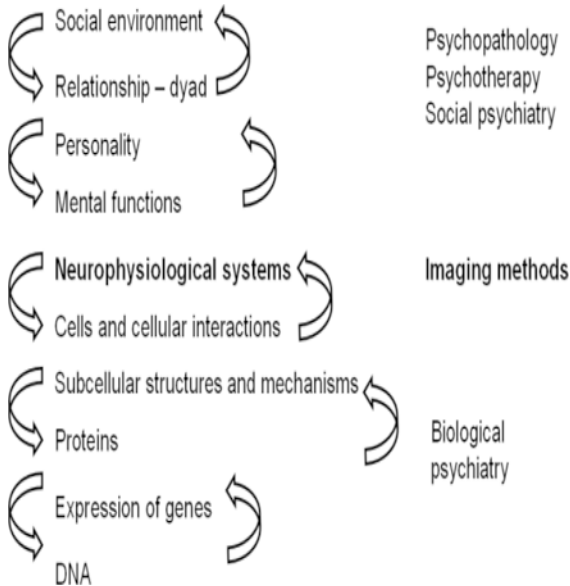 Social environment
Relationship – dyad
Personality
Mental functions
Neurophysiological systems
Cells and cellular interactions
Subcellular structures and mechanisms
Proteins
Expression of genes
DNA
Psychopathology
Psychotherapy
Social psychiatry
Imaging methods
Biological
psychiatry